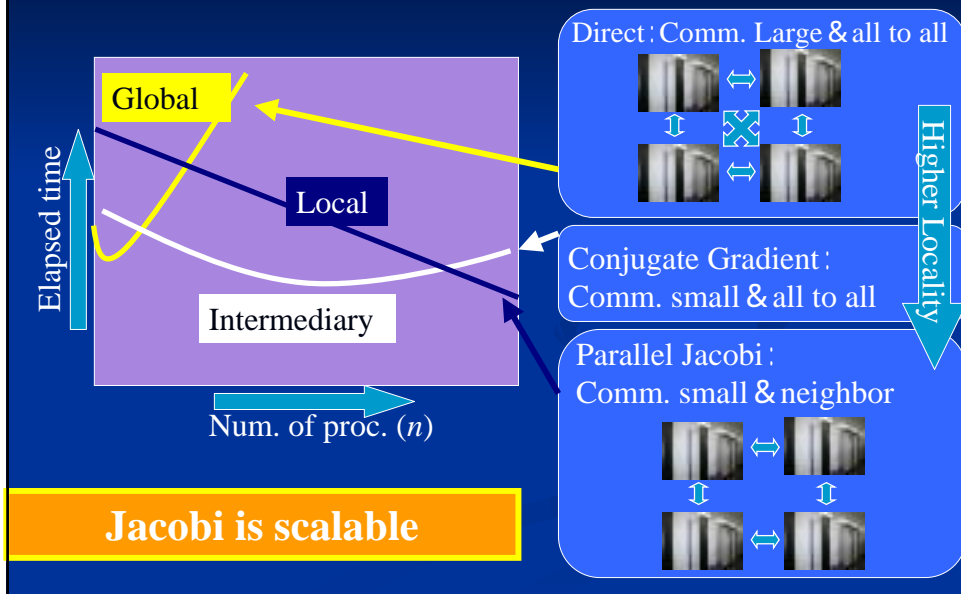 Global
Local
Intermediary
Elapsed time
Num. of proc. (n)
Jacobi is scalable
Direct : Comm. Large & all to all
Conjugate Gradient :
Comm. small & all to all
Parallel Jacobi :
Comm. small & neighbor
Higher Locality